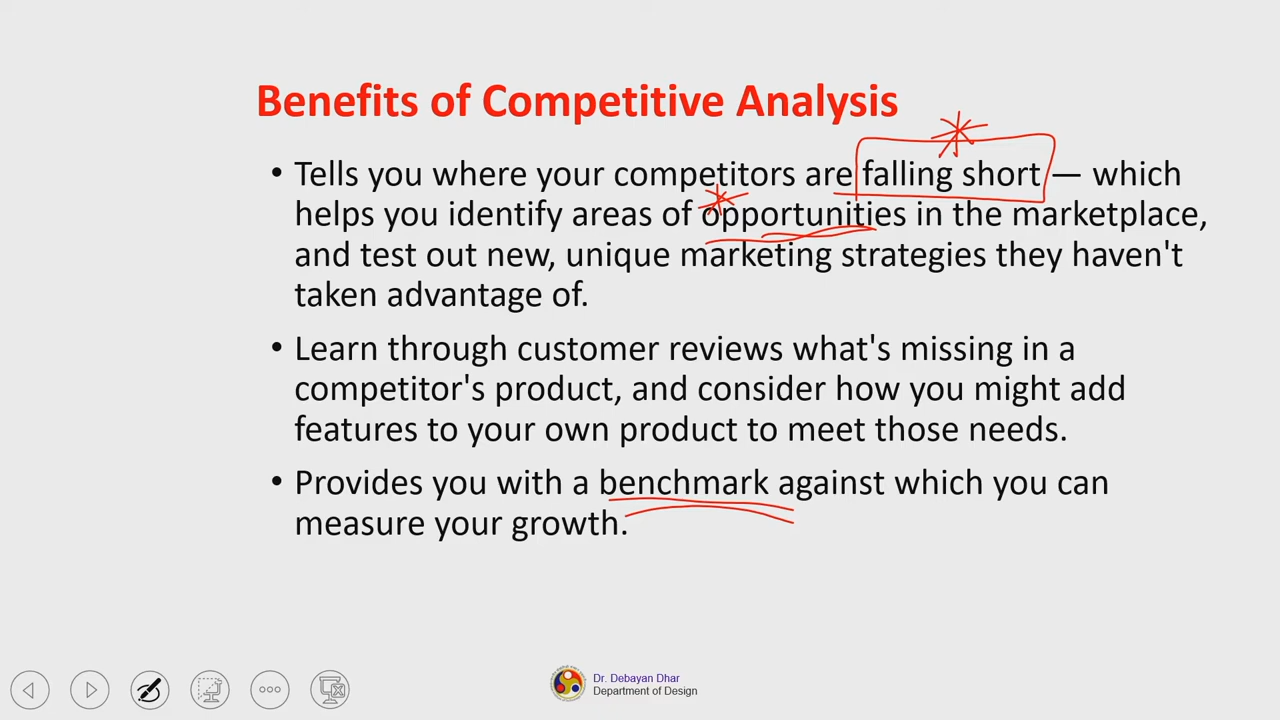 Benefits of Competitive Analysis
• Tells you where your competitors are falling short — which
helps you identify areas of opportunities in the marketplace,
and test out new, unique marketing strategies they haven't
taken advantage of.
• Learn through customer reviews what's missing in a
competitor's product, and consider how you might add
features to your own product to meet those needs.
• Provides you with a benchmark against which you can
measure your growth.
Dr. Debayan Dhar
Department of Design